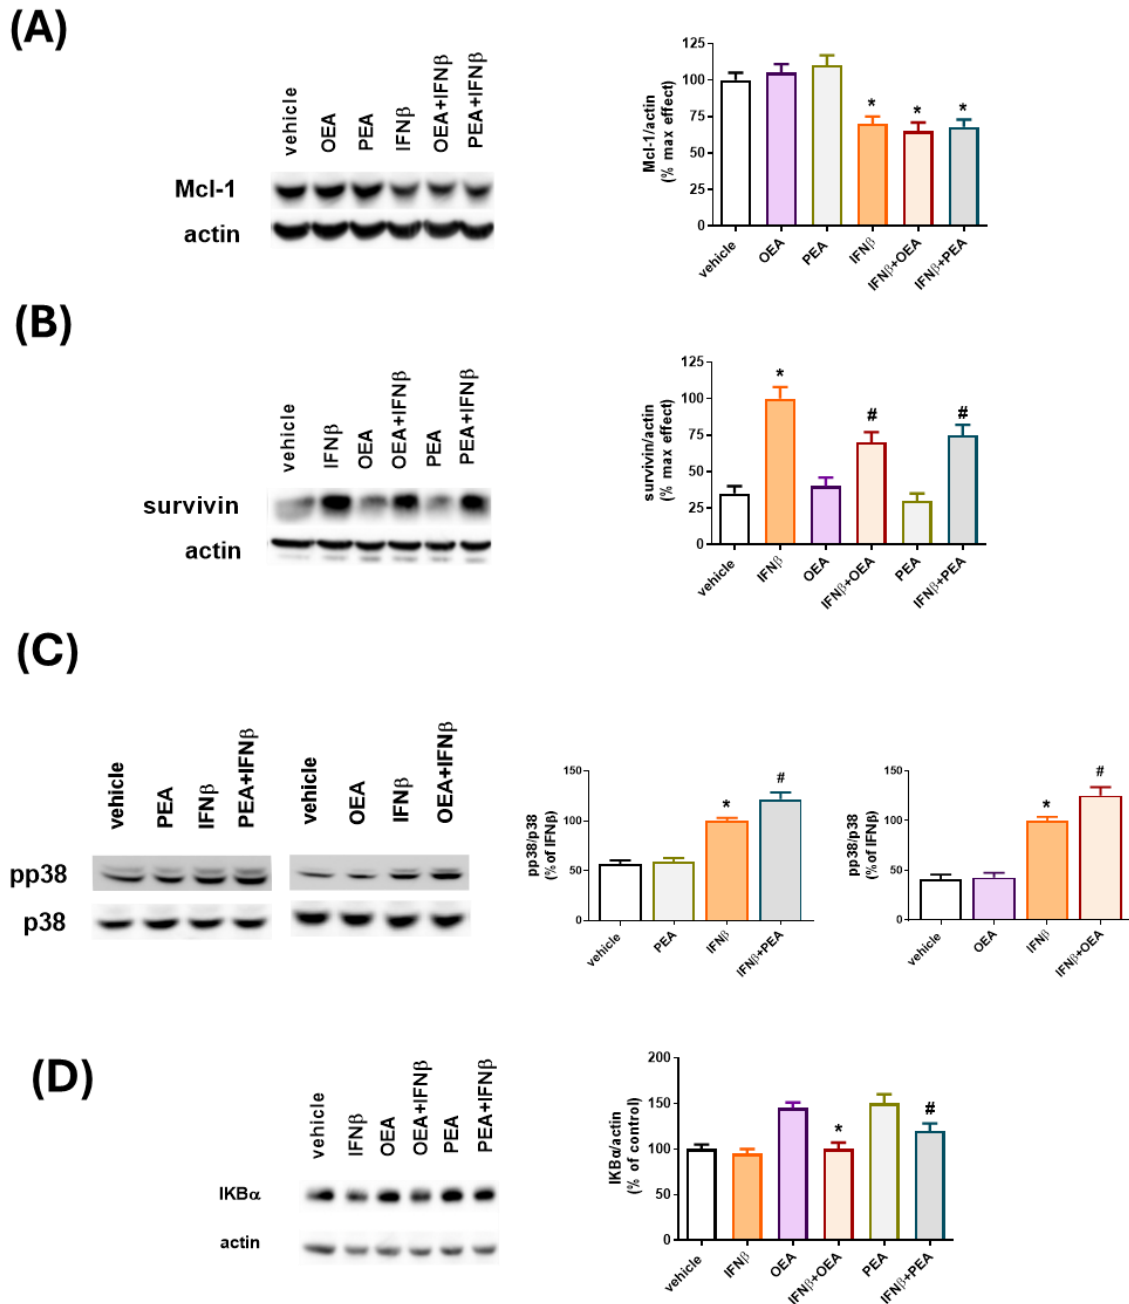 (A)
vehicle
OEA
PEA
IFNβ
OEA+IFNβ
PEA+IFNβ
Mcl-1
actin
Mcl-1/actin
(% max effect)
125
100
75
50
25
0
*
*
*
vehicle
OEA
PEA
IFNβ
IFNβ+OEA
IFNβ+PEA
(B)
vehicle
IFNβ
OEA
OEA+IFNβ
PEA
PEA+IFNβ
survivin
actin
survivin/actin
(% max effect)
125
100
75
50
25
0
*
#
#
vehicle
IFNβ
OEA
IFNβ+OEA
PEA
IFNβ+PEA
(C)
vehicle
PEA
IFNβ
PEA+IFNβ
vehicle
OEA
IFNβ
OEA+IFNβ
pp38
p38
pp38/p38
(% of IFNβ)
150
100
50
0
*
#
vehicle
PEA
IFNβ
IFNβ+PEA
pp38/p38
(% of IFNβ)
150
100
50
0
*
#
vehicle
OEA
IFNβ
IFNβ+OEA
(D)
vehicle
IFNβ
OEA
OEA+IFNβ
PEA
PEA+IFNβ
IKBα
actin
IKBα/actin
(% of control)
200
150
100
50
0
*
#
vehicle
IFNβ
OEA
IFNβ+OEA
PEA
IFNβ+PEA